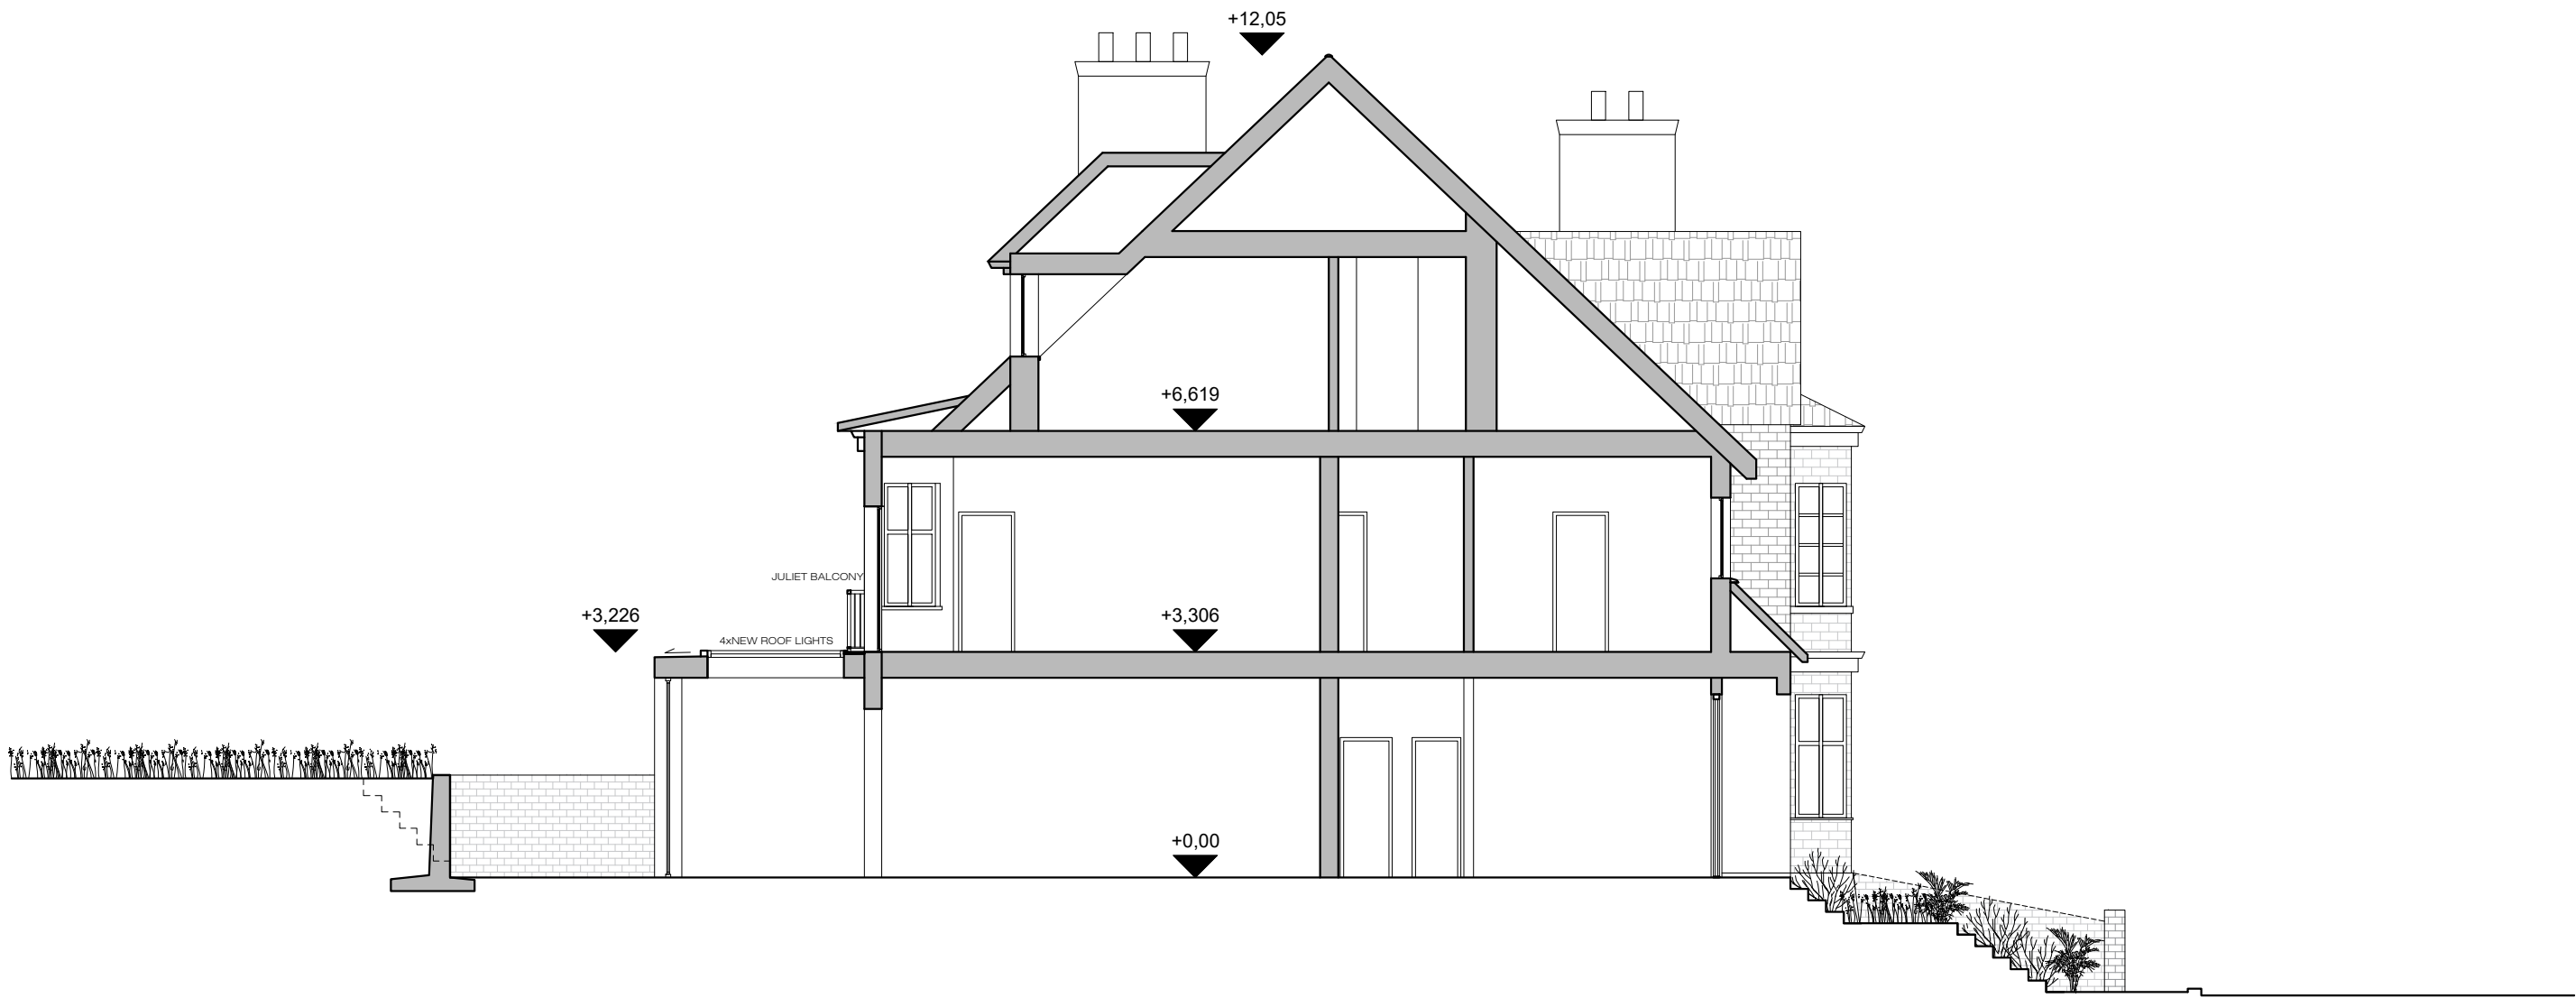 +12,05
+6,619
JULIET BALCONY
+3,226
+3,306
4xNEW ROOF LIGHTS
+0,00